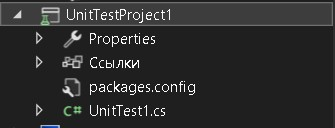 UnitTestProject1
Properties
Ссылки
packages.config
C# UnitTest1.cs